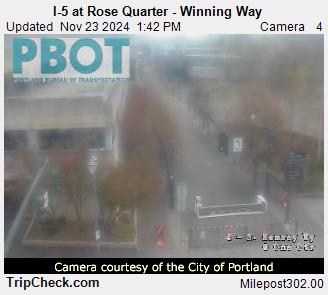 I-5 at Rose Quarter - Winning Way
Updated Nov 23 2024 1:42 PM Camera 4
PBOT
PORTLAND BUREAU OF TRANSPORTATION
Camera courtesy of the City of Portland
TripCheck.com Milepost302.00